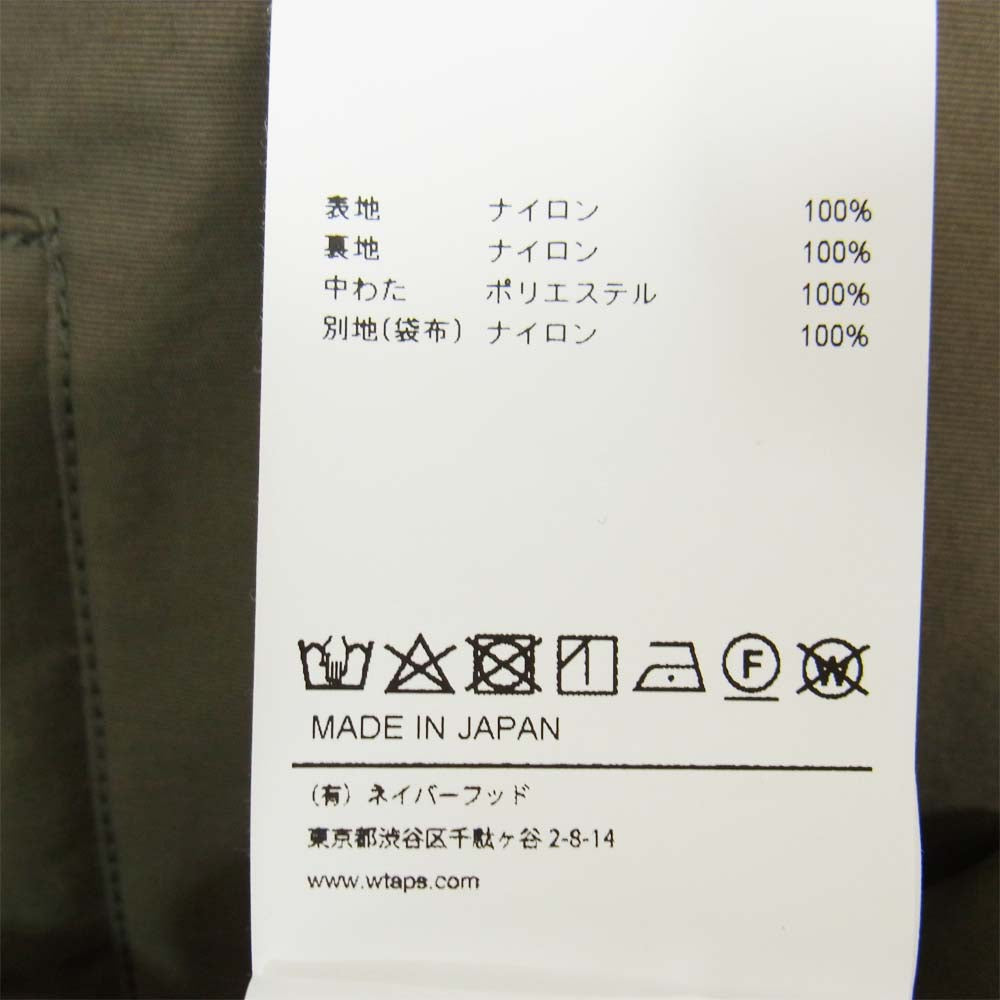 表地 ナイロン 100%
裏地 ナイロン 100%
中わた ポリエステル 100%
別地(袋布) ナイロン 100%
F W
MADE IN JAPAN
(有) ネイバーフッド
東京都渋谷区千駄ヶ谷 2-8-14
www.wtaps.com